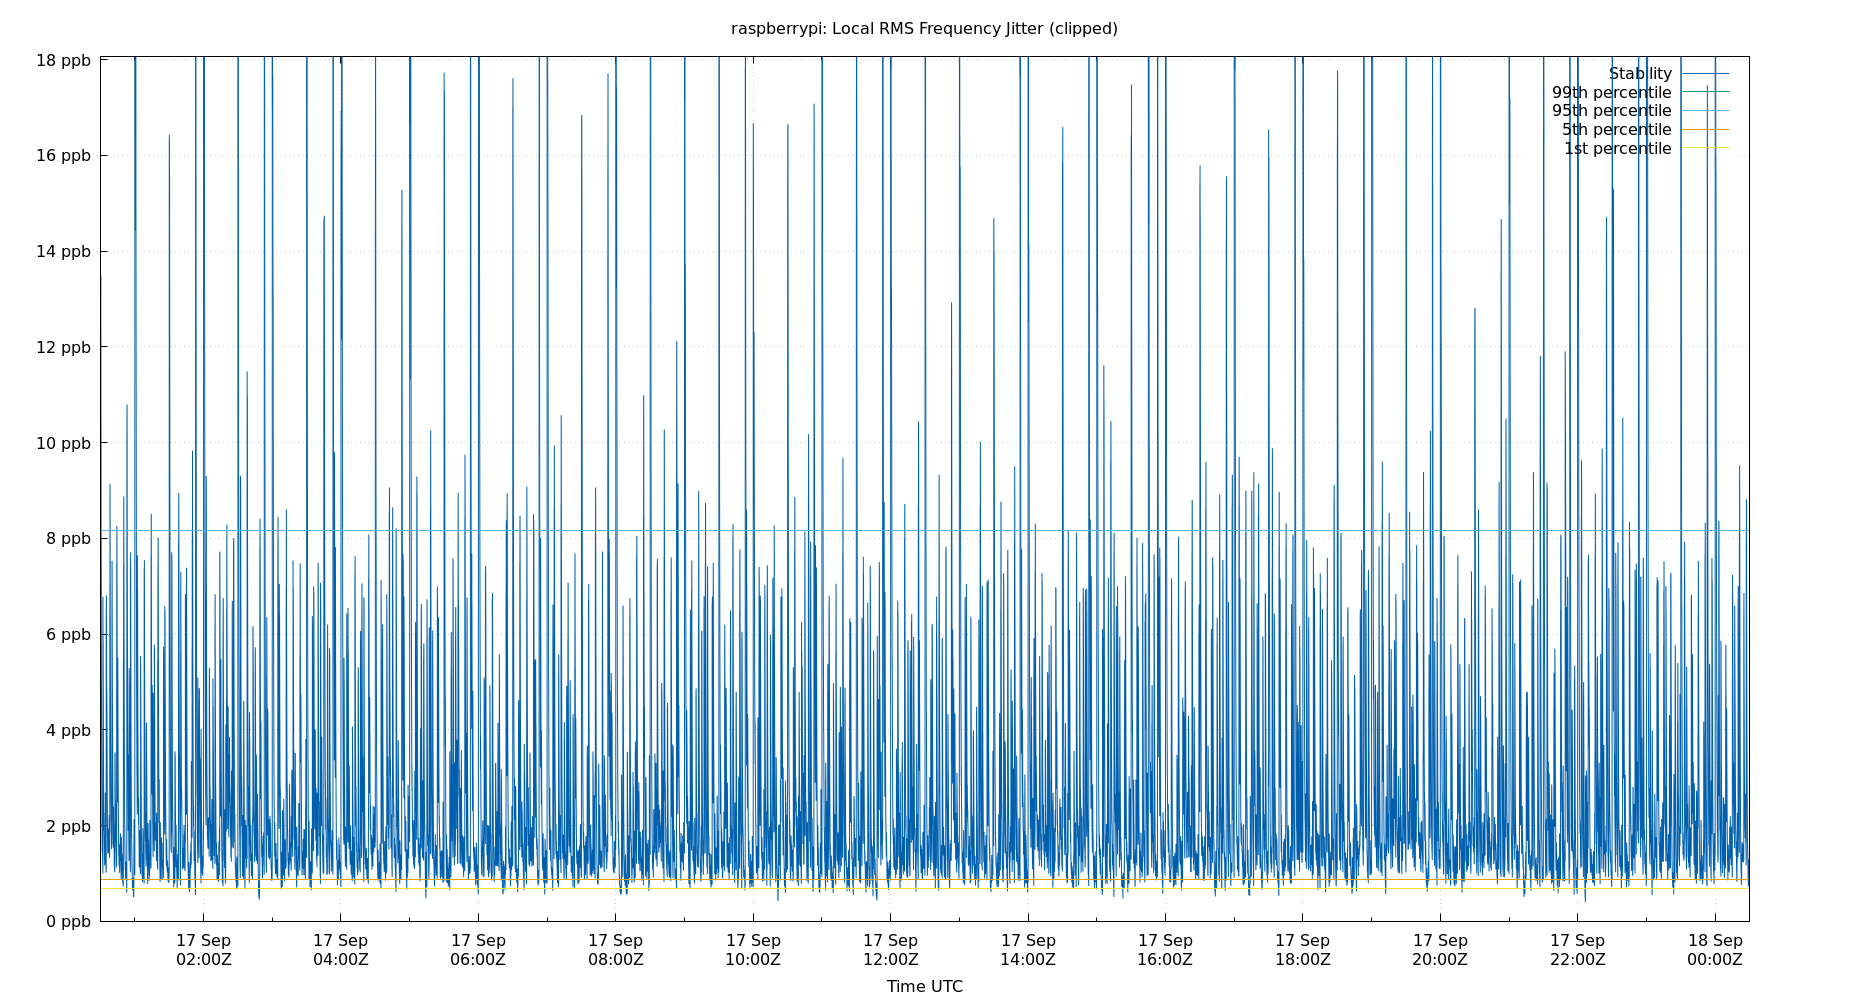 raspberrypi: Local RMS Frequency Jitter (clipped)
18 ppb
16 ppb
14 ppb
12 ppb
10 ppb
8 ppb
6 ppb
4 ppb
2 ppb
0 ppb
Stability
99th percentile
95th percentile
5th percentile
1st percentile
17 Sep 17 Sep 17 Sep 17 Sep 17 Sep 17 Sep 17 Sep 17 Sep 17 Sep 17 Sep 17 Sep 18 Sep
02:00Z 04:00Z 06:00Z 08:00Z 10:00Z 12:00Z 14:00Z 16:00Z 18:00Z 20:00Z 22:00Z 00:00Z
Time UTC